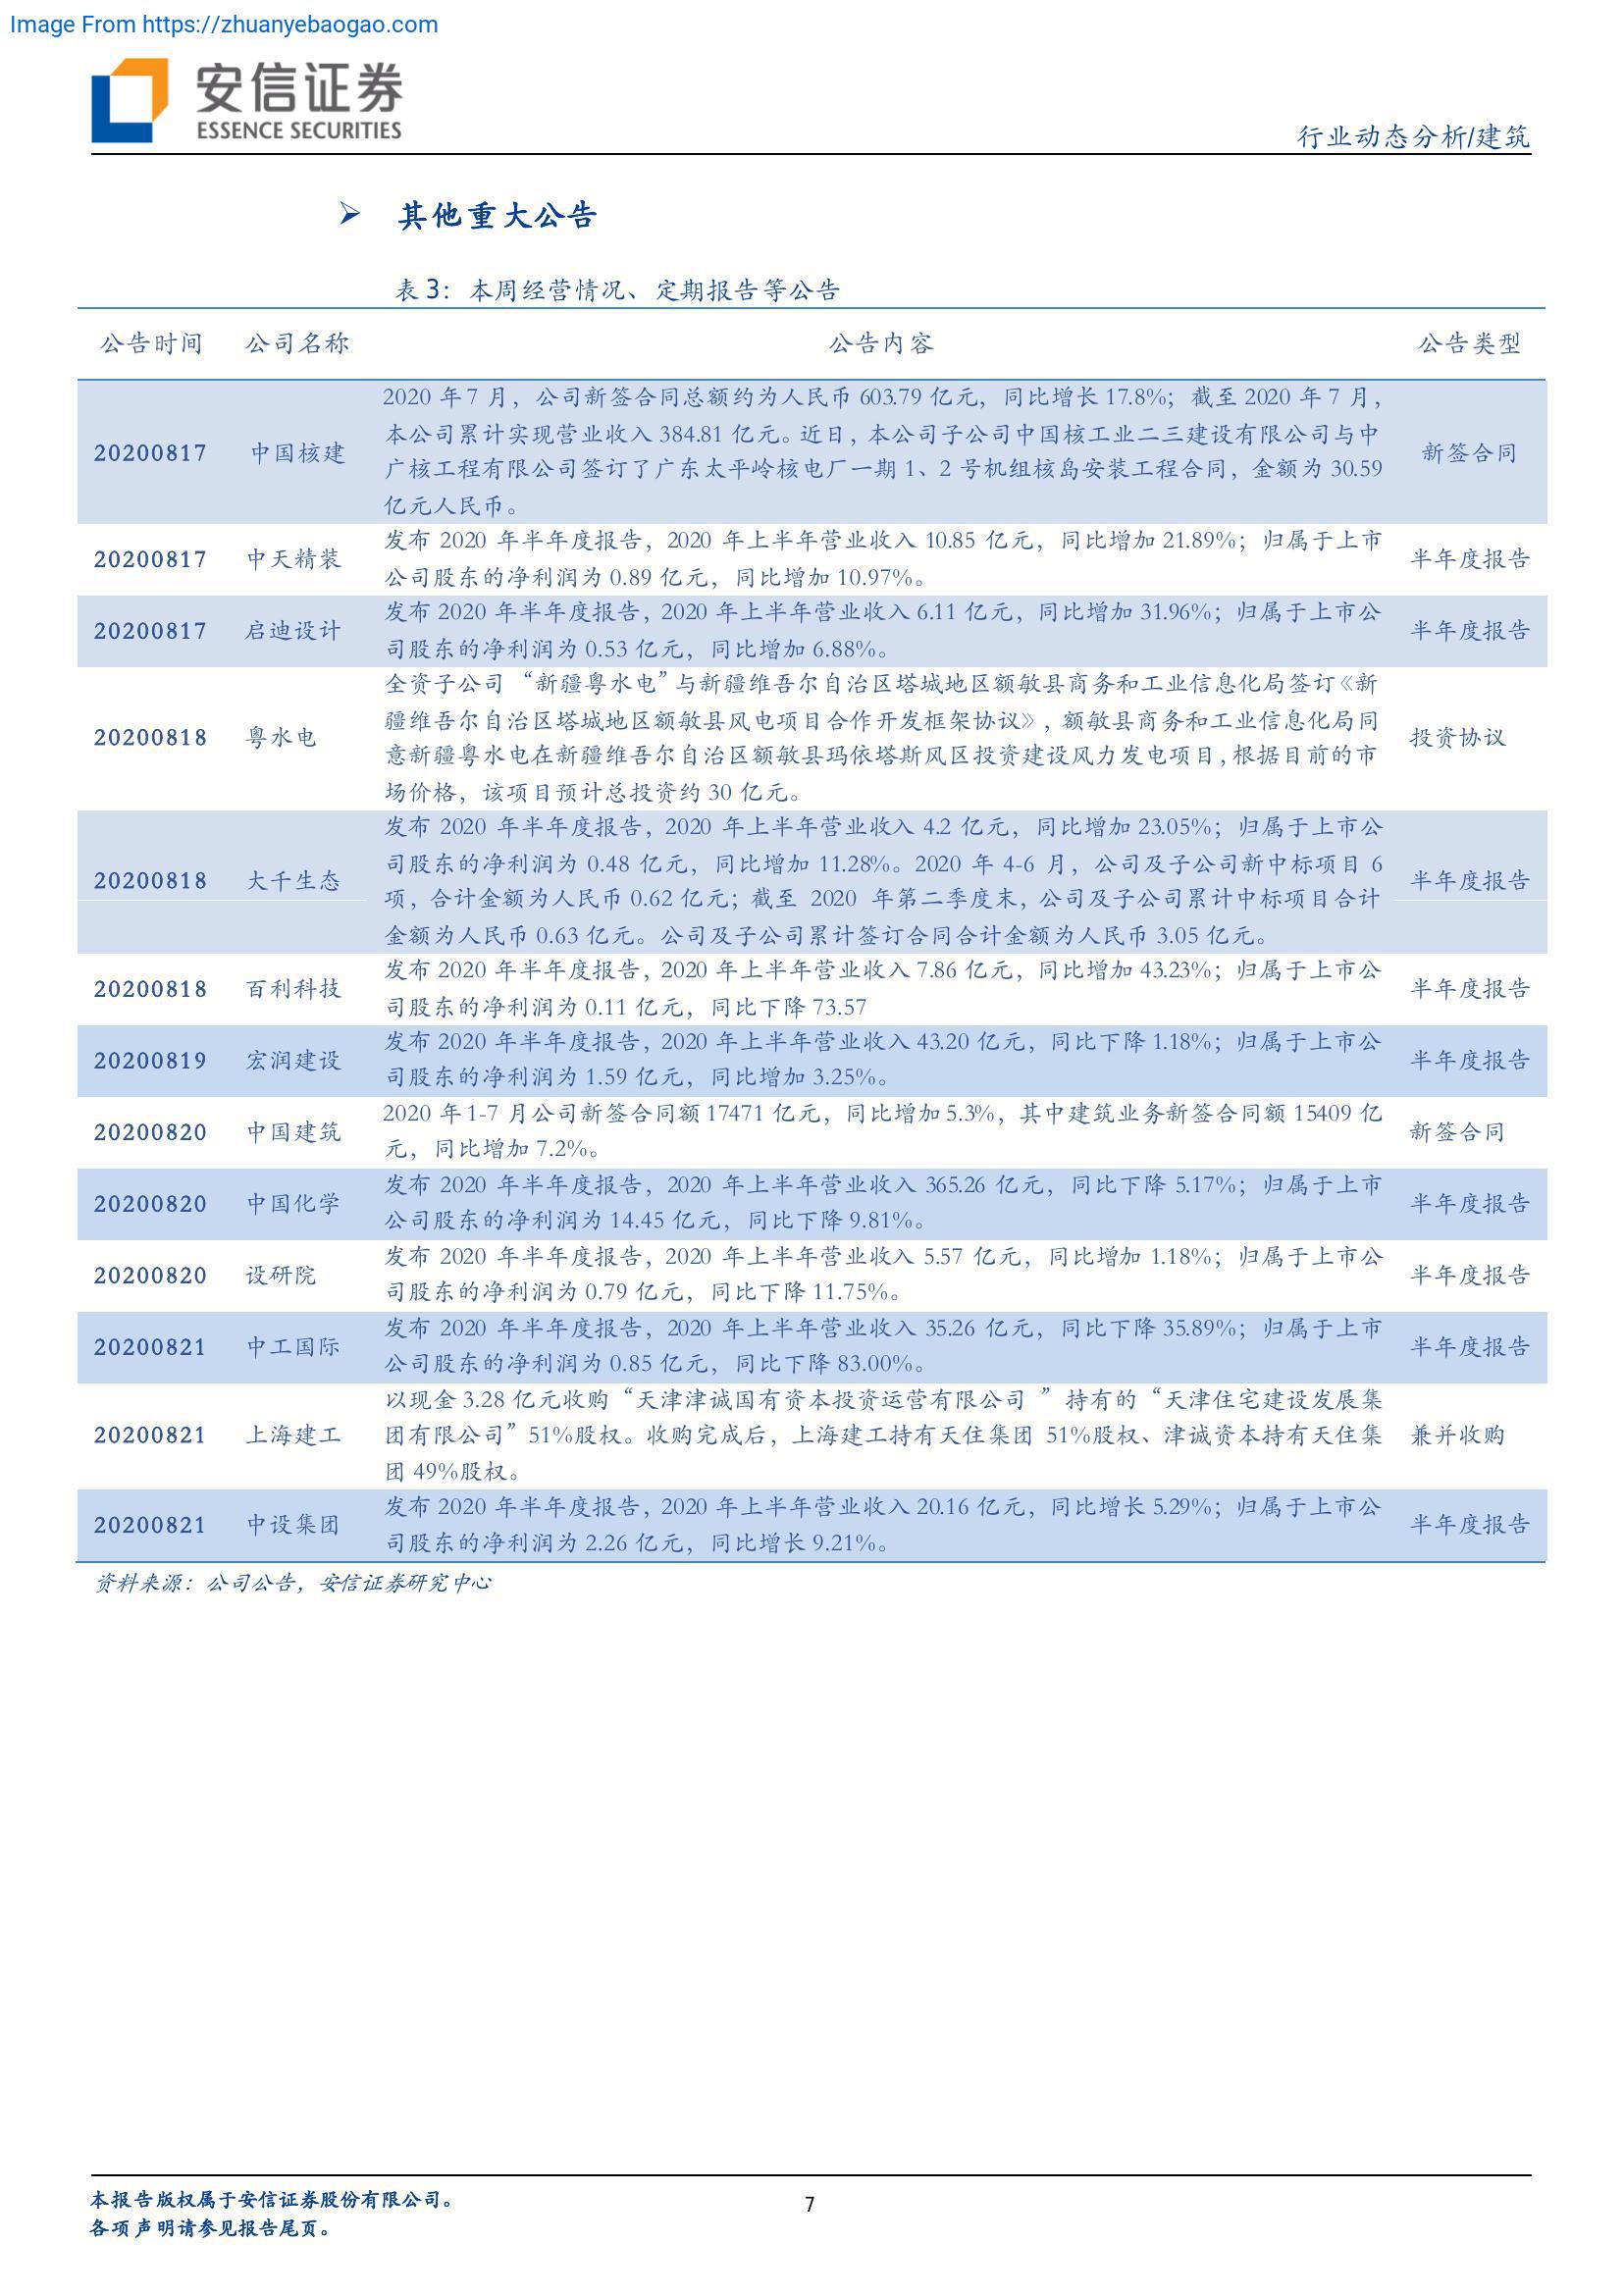 Image From https://zhuanyebaogao.com
安信证券
ESSENCE SECURITIES
行业动态分析/建筑
➢ 其他重大公告
表 3：本周经营情况、定期报告等公告
公告时间 公司名称 公告内容 公告类型
20200817 中国核建 新签合同
2020 年 7 月，公司新签合同总额约为人民币 603.79 亿元，同比增长 17.8%；截至 2020 年 7 月，
本公司累计实现营业收入 384.81 亿元。近日，本公司子公司中国核工业二三建设有限公司与中
广核工程有限公司签订了广东太平岭核电厂一期 1、2 号机组核岛安装工程合同，金额为 30.59
亿元人民币。
20200817 中天精装 半年度报告
发布 2020 年半年度报告，2020 年上半年营业收入 10.85 亿元，同比增加 21.89%；归属于上市
公司股东的净利润为 0.89 亿元，同比增加 10.97%。
20200817 启迪设计 半年度报告
发布 2020 年半年度报告，2020 年上半年营业收入 6.11 亿元，同比增加 31.96%；归属于上市公
司股东的净利润为 0.53 亿元，同比增加 6.88%。
20200818 粤水电 投资协议
全资子公司 “新疆粤水电”与新疆维吾尔自治区塔城地区额敏县商务和工业信息化局签订《新
疆维吾尔自治区塔城地区额敏县风电项目合作开发框架协议》，额敏县商务和工业信息化局同
意新疆粤水电在新疆维吾尔自治区额敏县玛依塔斯风区投资建设风力发电项目，根据目前的市
场价格，该项目预计总投资约 30 亿元。
20200818 大千生态 半年度报告
发布 2020 年半年度报告，2020 年上半年营业收入 4.2 亿元，同比增加 23.05%；归属于上市公
司股东的净利润为 0.48 亿元，同比增加 11.28%。2020 年 4-6 月，公司及子公司新中标项目 6
项，合计金额为人民币 0.62 亿元；截至 2020 年第二季度末，公司及子公司累计中标项目合计
金额为人民币 0.63 亿元。公司及子公司累计签订合同合计金额为人民币 3.05 亿元。
20200818 百利科技 半年度报告
发布 2020 年半年度报告，2020 年上半年营业收入 7.86 亿元，同比增加 43.23%；归属于上市公
司股东的净利润为 0.11 亿元，同比下降 73.57
20200819 宏润建设 半年度报告
发布 2020 年半年度报告，2020 年上半年营业收入 43.20 亿元，同比下降 1.18%；归属于上市公
司股东的净利润为 1.59 亿元，同比增加 3.25%。
20200820 中国建筑 新签合同
2020 年 1-7 月公司新签合同额 17471 亿元，同比增加 5.3%，其中建筑业务新签合同额 15409 亿
元，同比增加 7.2%。
20200820 中国化学 半年度报告
发布 2020 年半年度报告，2020 年上半年营业收入 365.26 亿元，同比下降 5.17%；归属于上市
公司股东的净利润为 14.45 亿元，同比下降 9.81%。
20200820 设研院 半年度报告
发布 2020 年半年度报告，2020 年上半年营业收入 5.57 亿元，同比增加 1.18%；归属于上市公
司股东的净利润为 0.79 亿元，同比下降 11.75%。
20200821 中工国际 半年度报告
发布 2020 年半年度报告，2020 年上半年营业收入 35.26 亿元，同比下降 35.89%；归属于上市
公司股东的净利润为 0.85 亿元，同比下降 83.00%。
20200821 上海建工 兼并收购
以现金 3.28 亿元收购“天津津诚国有资本投资运营有限公司 ”持有的“天津住宅建设发展集
团有限公司”51%股权。收购完成后，上海建工持有天住集团 51%股权、津诚资本持有天住集
团 49%股权。
20200821 中设集团 半年度报告
发布 2020 年半年度报告，2020 年上半年营业收入 20.16 亿元，同比增长 5.29%；归属于上市公
司股东的净利润为 2.26 亿元，同比增长 9.21%。
资料来源：公司公告，安信证券研究中心
本报告版权属于安信证券股份有限公司。
各项声明请参见报告尾页。
7